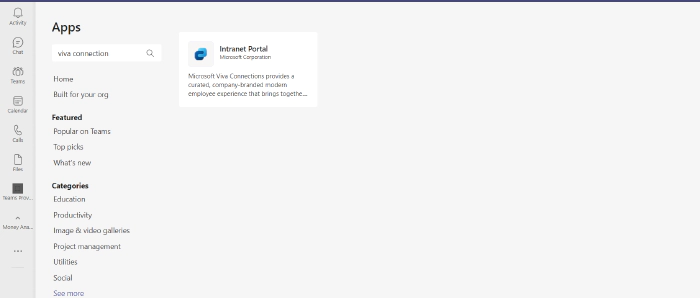 Activity
Chat
Teams
Calendar
Calls
Files
Teams Prov...
Money Ana...
Apps
viva connection
Home
Built for your org
Featured
Popular on Teams
Top picks
What's new
Categories
Education
Productivity
Image & video galleries
Project management
Utilities
Social
See more
Intranet Portal
Microsoft Corporation
Microsoft Viva Connections provides a
curated, company-branded modern
employee experience that brings togethe...